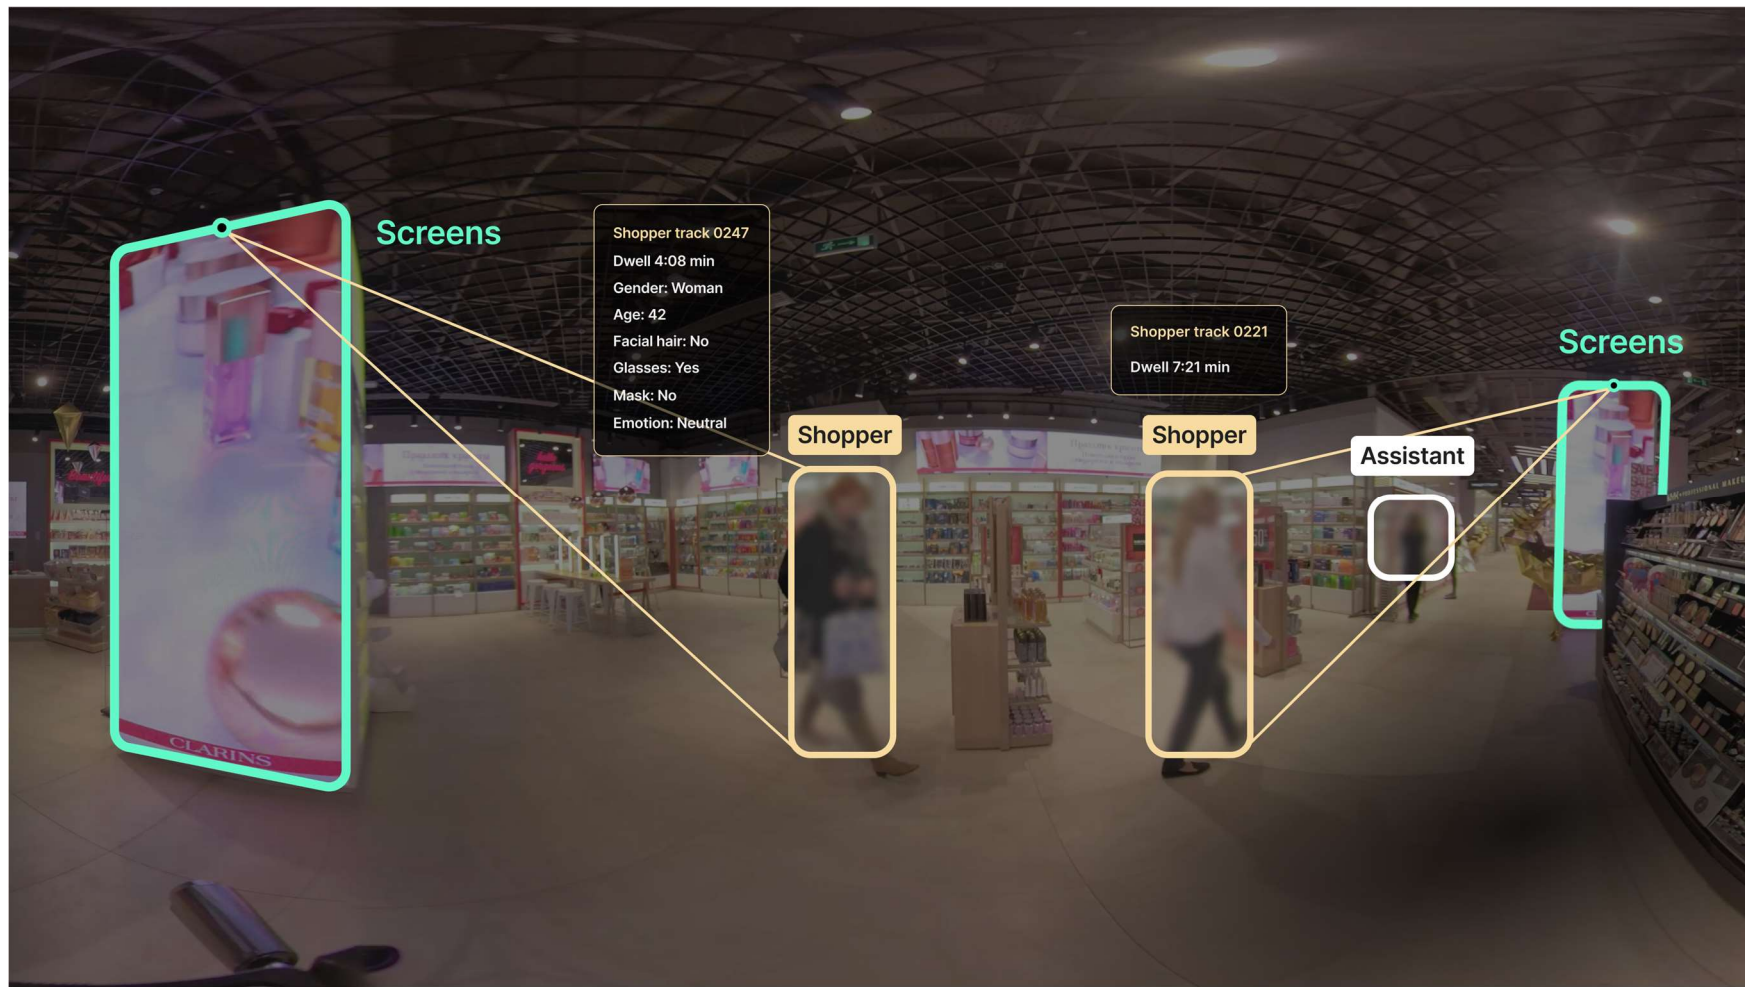 Screens
Shopper track 0247
Dwell 4:08 min
Gender: Woman
Age: 42
Facial hair: No
Glasses: Yes
Mask: No
Emotion: Neutral
Shopper track 0221
Dwell 7:21 min
Screens
Shopper
Shopper
Assistant
SALE
CLARINS